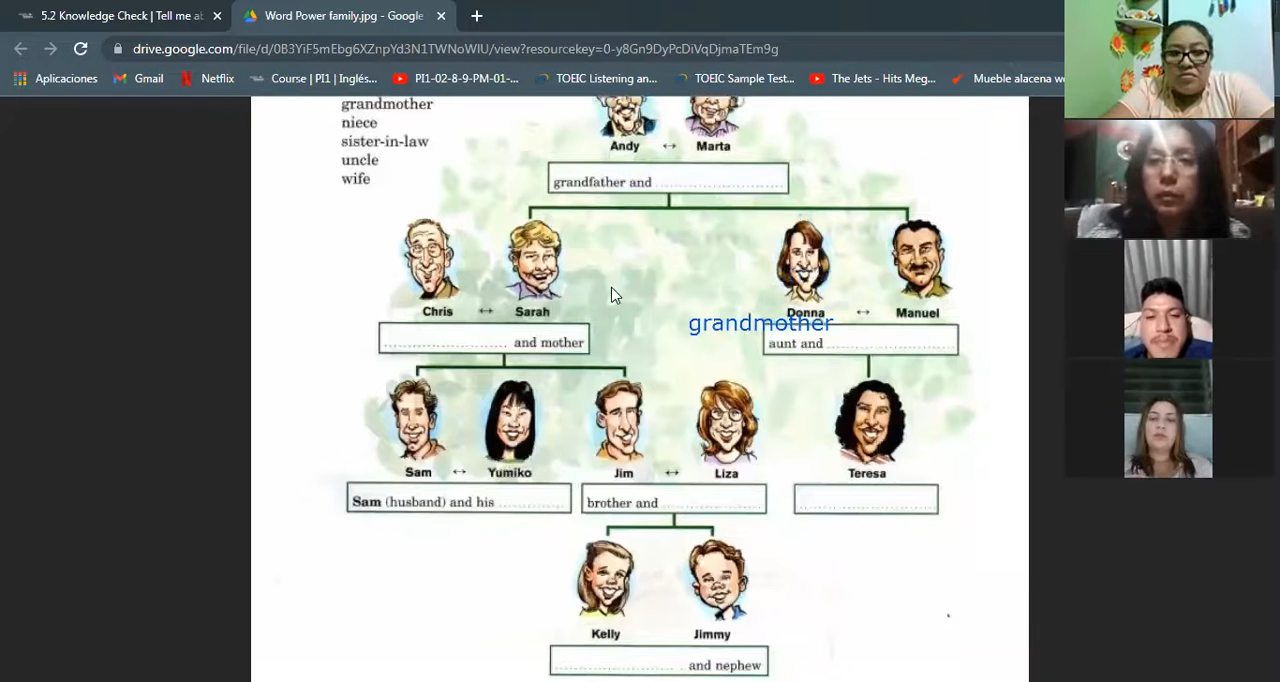 5.2 Knowledge Check | Tell me ab
Word Power family.jpg - Google
drive.google.com/file/d/0B3YiF5mEbg6XZnpYd3N1TWNoWlU/view?resourcekey=0-y8Gn9DyPcDiVqDjmaTEm9g
Aplicaciones Gmail Netflix Course | PI1 | Inglés... PI1-02-8-9-PM-01-... TOEIC Listening an... TOEIC Sample Test... The Jets - Hits Meg... Mueble alacena
grandmother
niece
sister-in-law
uncle
wife
Andy ↔ Marta
grandfather and ..............................
Chris ↔ Sarah
Donna ↔ Manuel
grandmother
.............................. and mother
aunt and ..............................
Sam ↔ Yumiko
Jim ↔ Liza
Teresa
Sam (husband) and his ...............
brother and .......................
..............................
Kelly Jimmy
.............................. and nephew